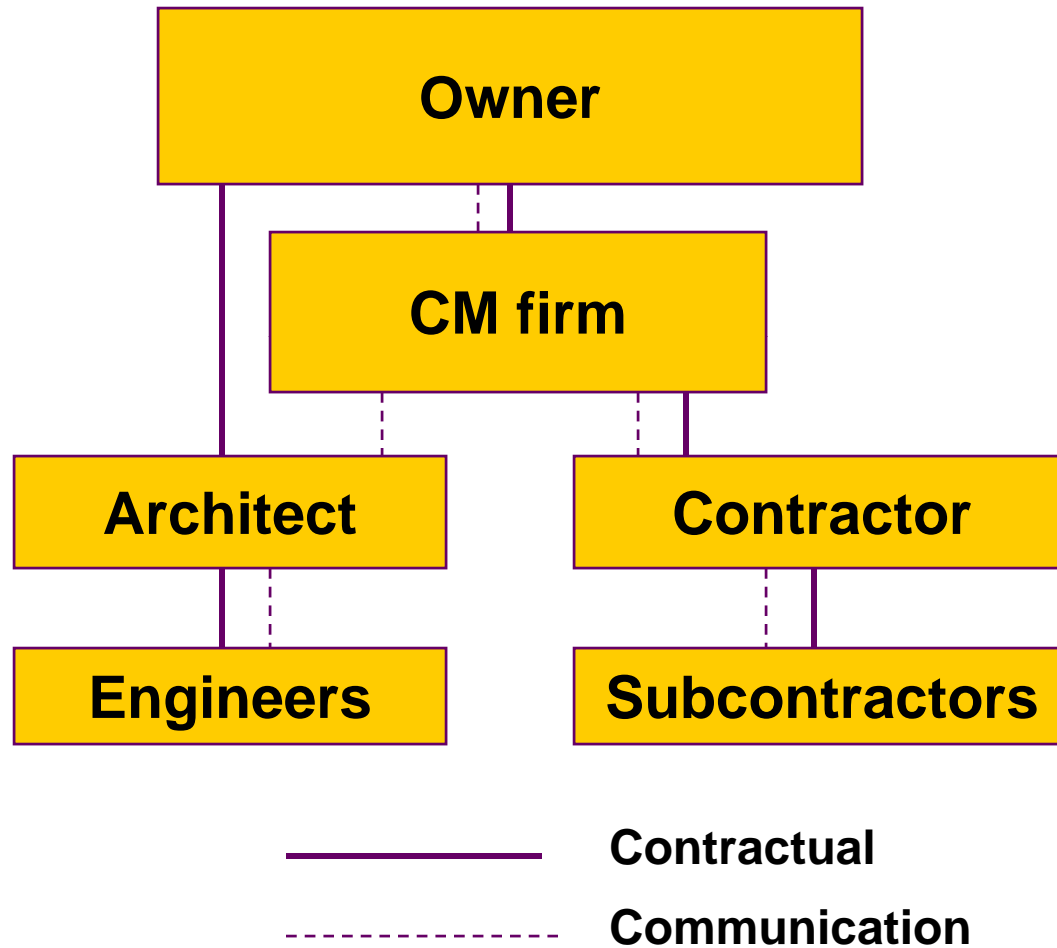 Owner
CM firm
Architect
Contractor
Engineers
Subcontractors
Contractual
Communication